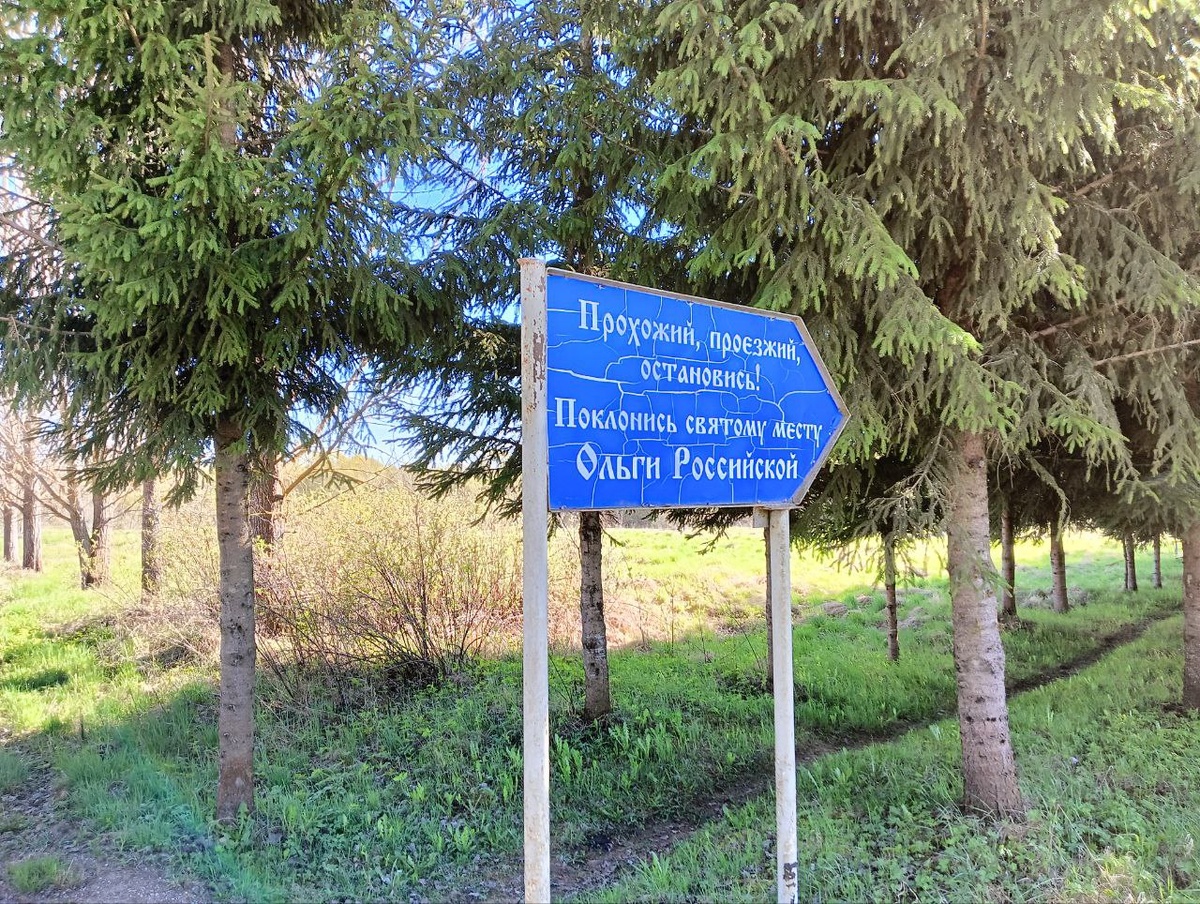 Прохожий, проезжий,
остановись!
Поклонись святому месту
Ольги Российской